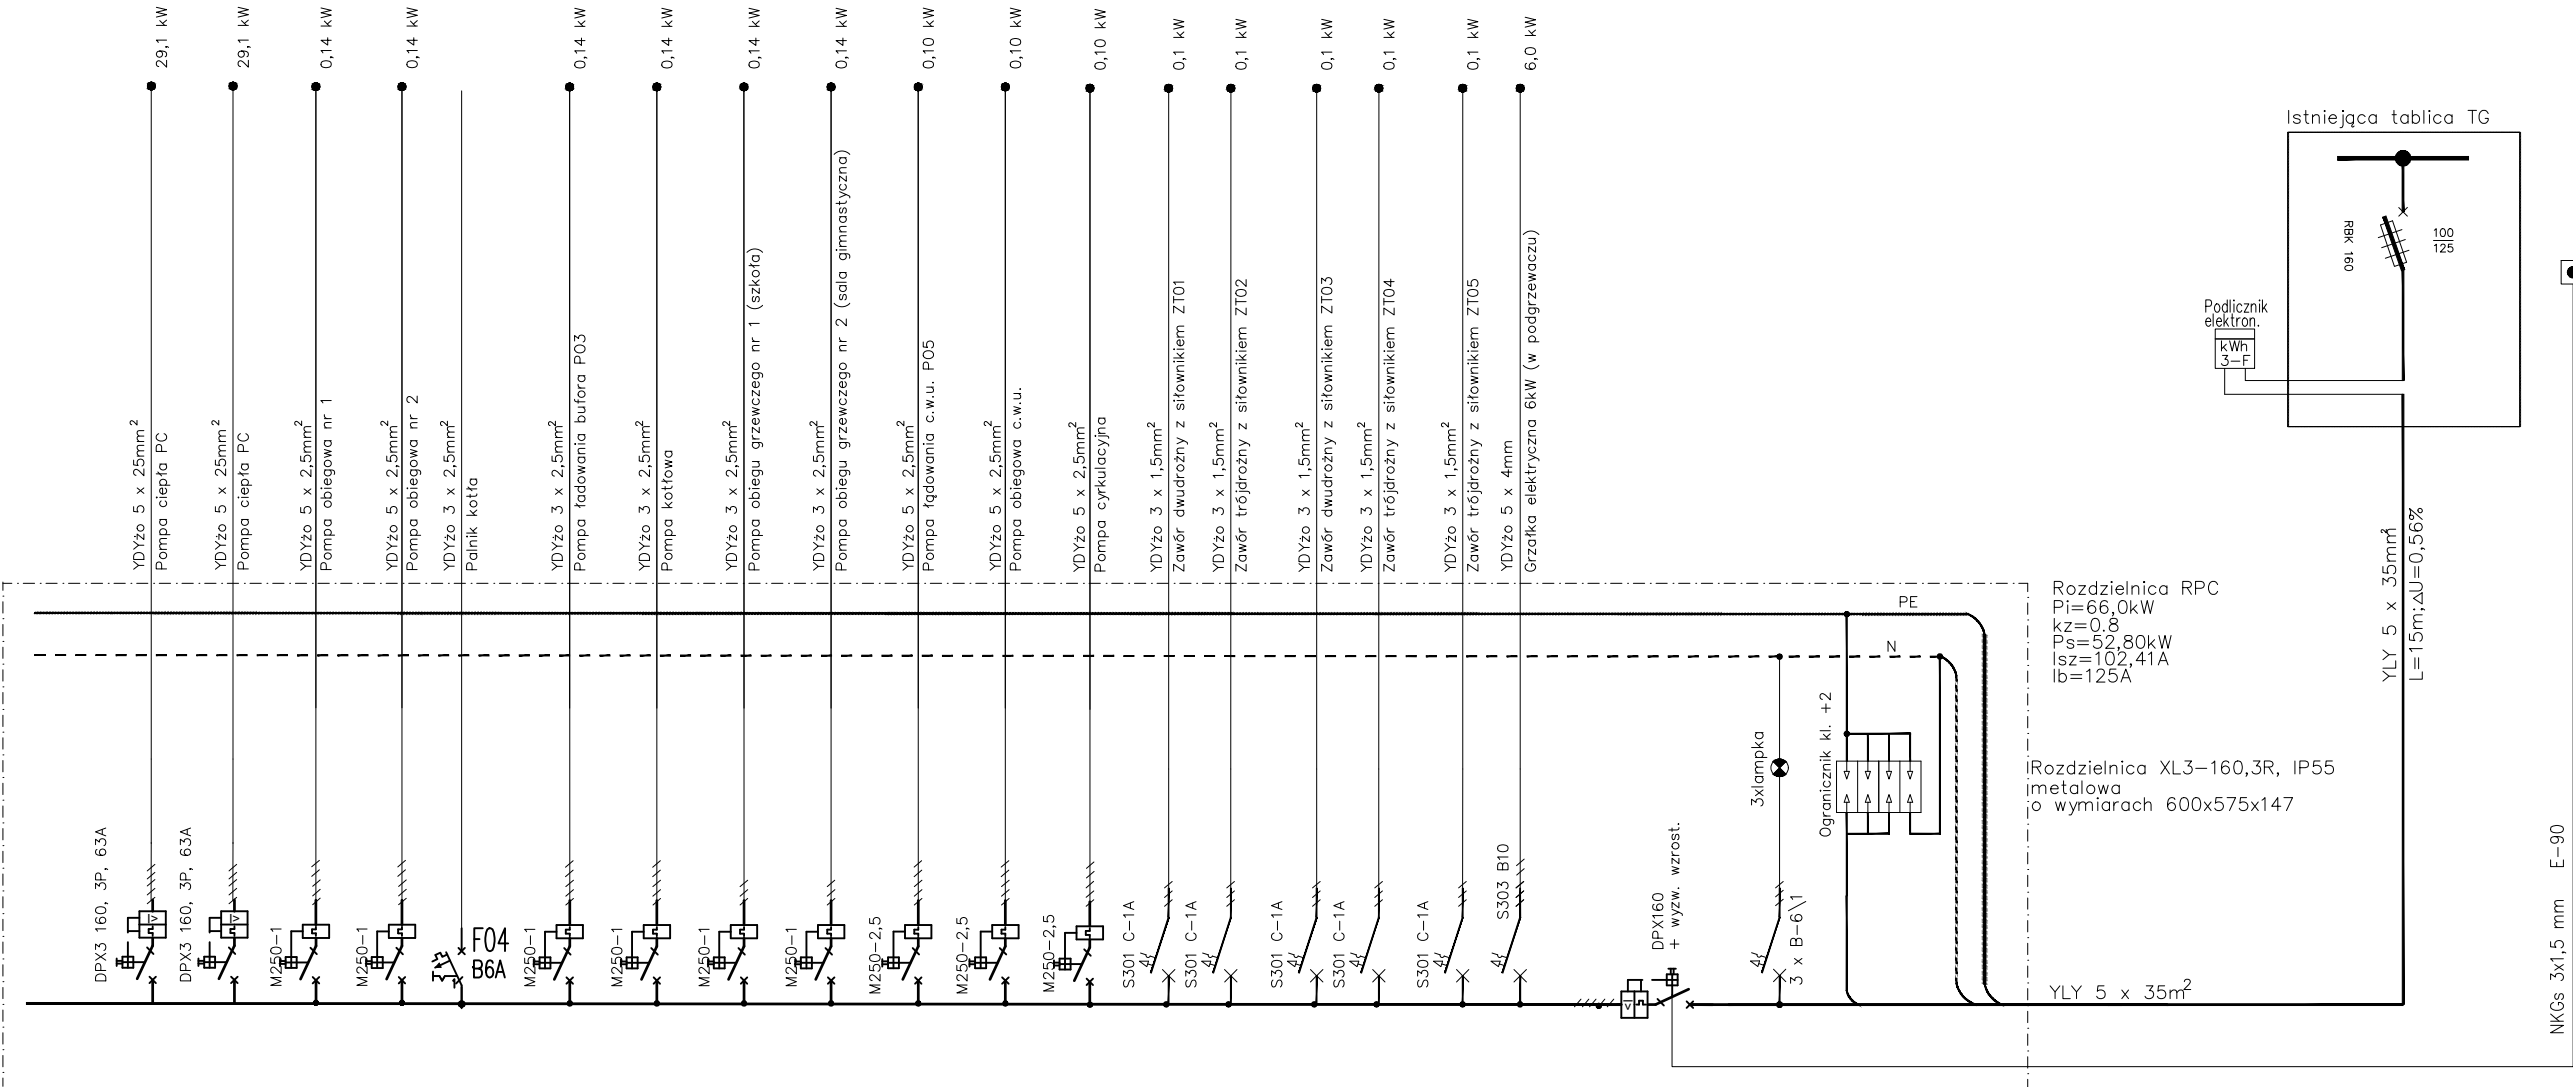 29,1 kW
29,1 kW
0,14 kW
0,14 kW
0,14 kW
0,14 kW
0,14 kW
0,14 kW
0,10 kW
0,10 kW
0,10 kW
0,1 kW
0,1 kW
0,1 kW
0,1 kW
0,1 kW
6,0 kW
YDYżo 5 x 25mm²
Pompa ciepła PC
YDYżo 5 x 25mm²
Pompa ciepła PC
YDYżo 5 x 2,5mm²
Pompa obiegowa nr 1
YDYżo 5 x 2,5mm²
Pompa obiegowa nr 2
YDYżo 3 x 2,5mm²
Palnik kotła
YDYżo 3 x 2,5mm²
Pompa ładowania bufora P03
YDYżo 3 x 2,5mm²
Pompa kotłowa
YDYżo 3 x 2,5mm²
Pompa obiegu grzewczego nr 1 (szkoła)
YDYżo 3 x 2,5mm²
Pompa obiegu grzewczego nr 2 (sala gimnastyczna)
YDYżo 5 x 2,5mm²
Pompa łądowania c.w.u. P05
YDYżo 5 x 2,5mm²
Pompa obiegowa c.w.u.
YDYżo 5 x 2,5mm²
Pompa cyrkulacyjna
YDYżo 3 x 1,5mm²
Zawór dwudrożny z siłownikiem ZT01
YDYżo 3 x 1,5mm²
Zawór trójdrożny z siłownikiem ZT02
YDYżo 3 x 1,5mm²
Zawór dwudrożny z siłownikiem ZT03
YDYżo 3 x 1,5mm²
Zawór trójdrożny z siłownikiem ZT04
YDYżo 3 x 1,5mm²
Zawór trójdrożny z siłownikiem ZT05
YDYżo 5 x 4mm
Grzałka elektryczna 6kW (w podgrzewaczu)
DPX3 160, 3P, 63A
DPX3 160, 3P, 63A
M250-1
M250-1
F04
B6A
M250-1
M250-1
M250-1
M250-1
M250-2,5
M250-2,5
M250-2,5
S301 C-1A
S301 C-1A
S301 C-1A
S301 C-1A
S301 C-1A
S303 B10
DPX160
+ wyzw. wzrost.
3xlampka
3 x B-6\1
Ogranicznik kl. +2
PE
N
Rozdzielnica RPC
Pi=66,0kW
kz=0.8
Ps=52,80kW
Isz=102,41A
Ib=125A
Rozdzielnica XL3-160,3R, IP55
metalowa
o wymiarach 600x575x147
YLY 5 x 35m²
Istniejąca tablica TG
RBK 160
100
125
Podlicznik
elektron.
kWh
3-F
YLY 5 x 35mm²
L=15m;△U=0,56%
NKGs 3x1,5 mm E-90